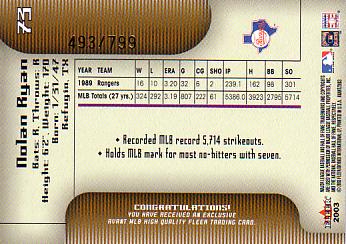 73
Nolan Ryan
Bats: R Throws: R
Height: 6'2" Weight: 170
Born: 1/31/47
Refugio, TX
493/799
YEAR TEAM W L ERA G CG SHO IP H BB SO
1989 Rangers 16 10 3.20 32 6 2 239.1 162 98 301
MLB Totals (27 yrs.) 324 292 3.19 807 222 61 5386.0 3923 2795 5714
• Recorded MLB record 5,714 strikeouts.
• Holds MLB mark for most no-hitters with seven.
CONGRATULATIONS!
YOU HAVE RECEIVED AN EXCLUSIVE
AVANT MLB HIGH QUALITY FLEER TRADING CARD.
Fleer
2003